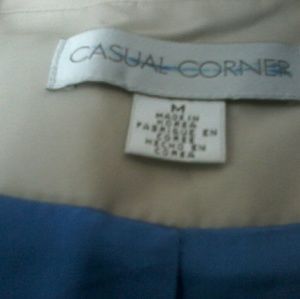 CASUAL CORNER
M
MADE IN
KOREA
FABRIQUE EN
COREE
HECHO EN
COREA